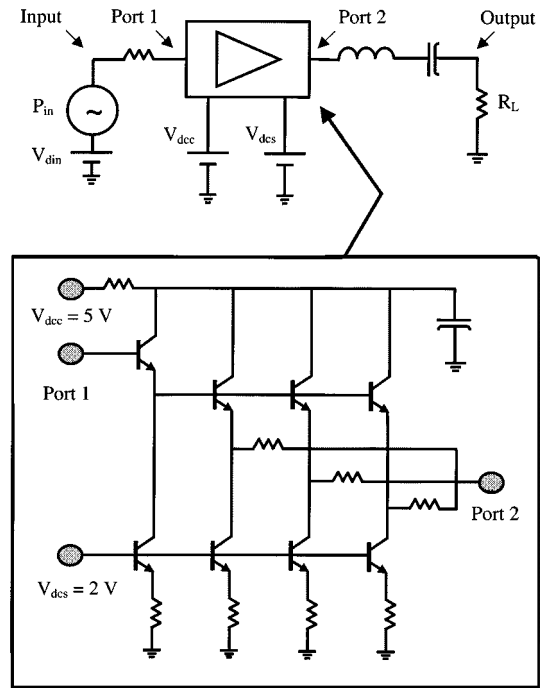 Input Port 1 Port 2 Output
P_in
R_L
V_din
V_dcc V_dcs
V_dcc = 5 V
Port 1
Port 2
V_dcs = 2 V